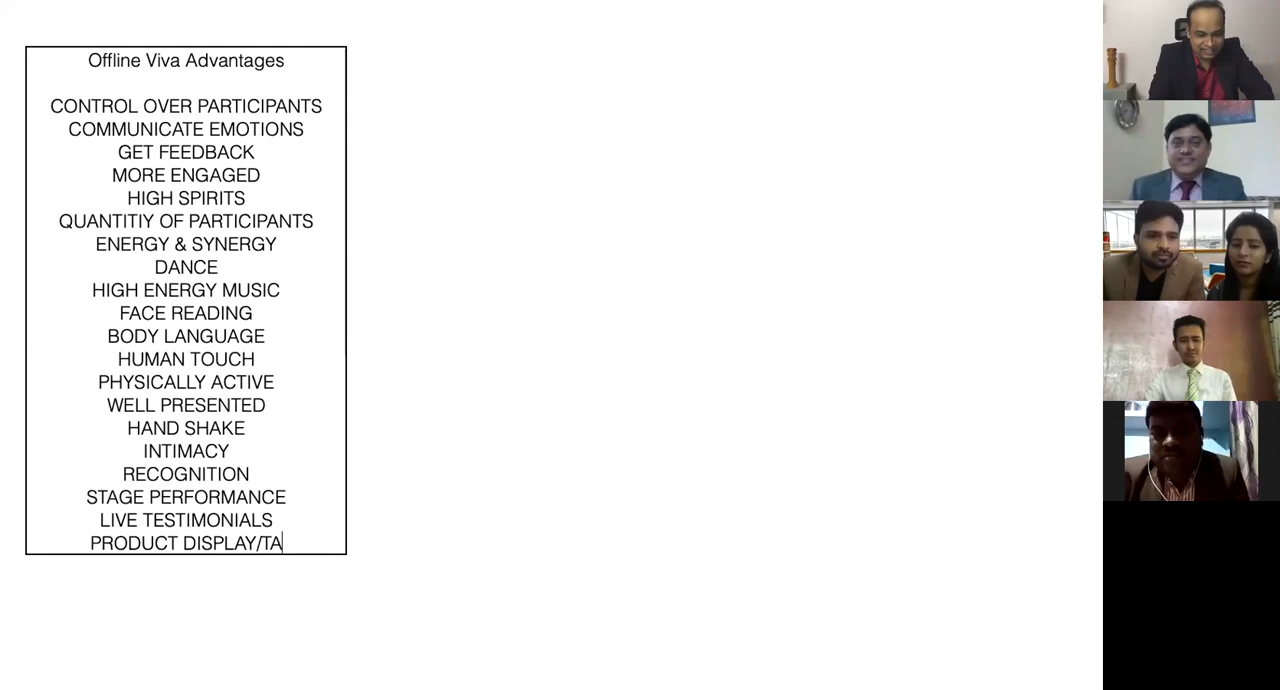 Offline Viva Advantages
CONTROL OVER PARTICIPANTS
COMMUNICATE EMOTIONS
GET FEEDBACK
MORE ENGAGED
HIGH SPIRITS
QUANTITIY OF PARTICIPANTS
ENERGY & SYNERGY
DANCE
HIGH ENERGY MUSIC
FACE READING
BODY LANGUAGE
HUMAN TOUCH
PHYSICALLY ACTIVE
WELL PRESENTED
HAND SHAKE
INTIMACY
RECOGNITION
STAGE PERFORMANCE
LIVE TESTIMONIALS
PRODUCT DISPLAY/TA